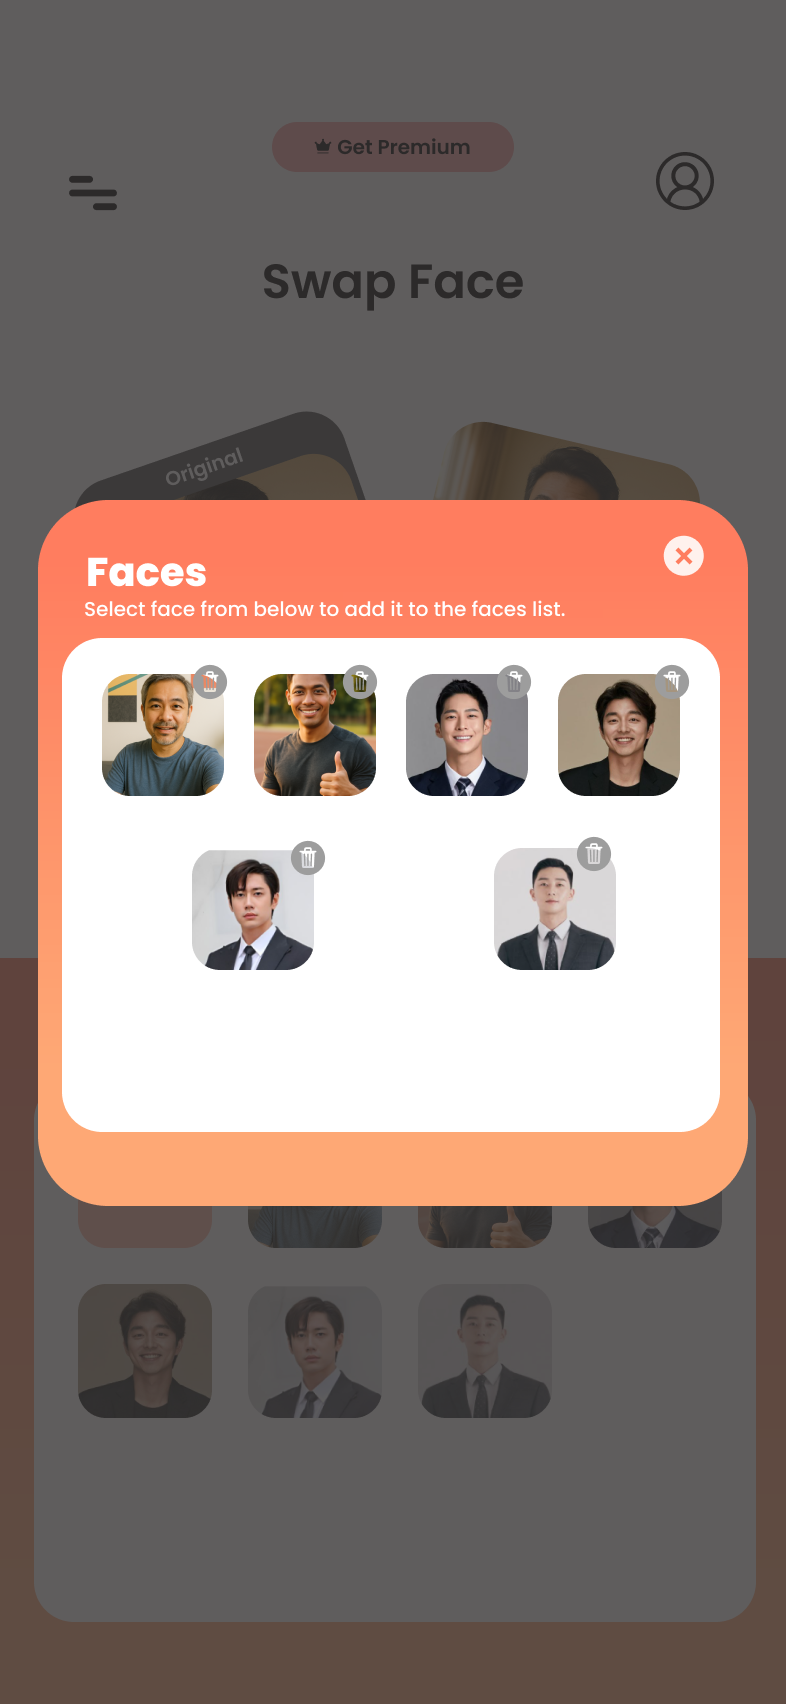 Get Premium
Swap Face
Original
Faces
Select face from below to add it to the faces list.